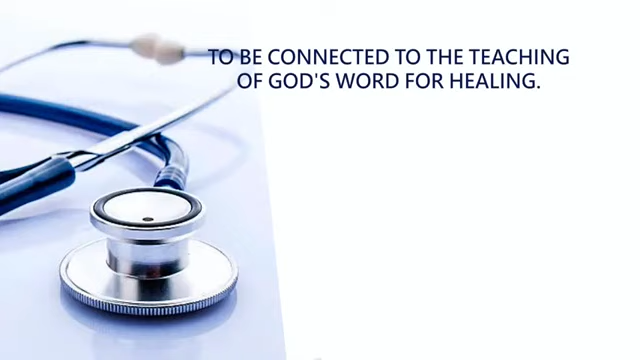 TO BE CONNECTED TO THE TEACHING
OF GOD'S WORD FOR HEALING.